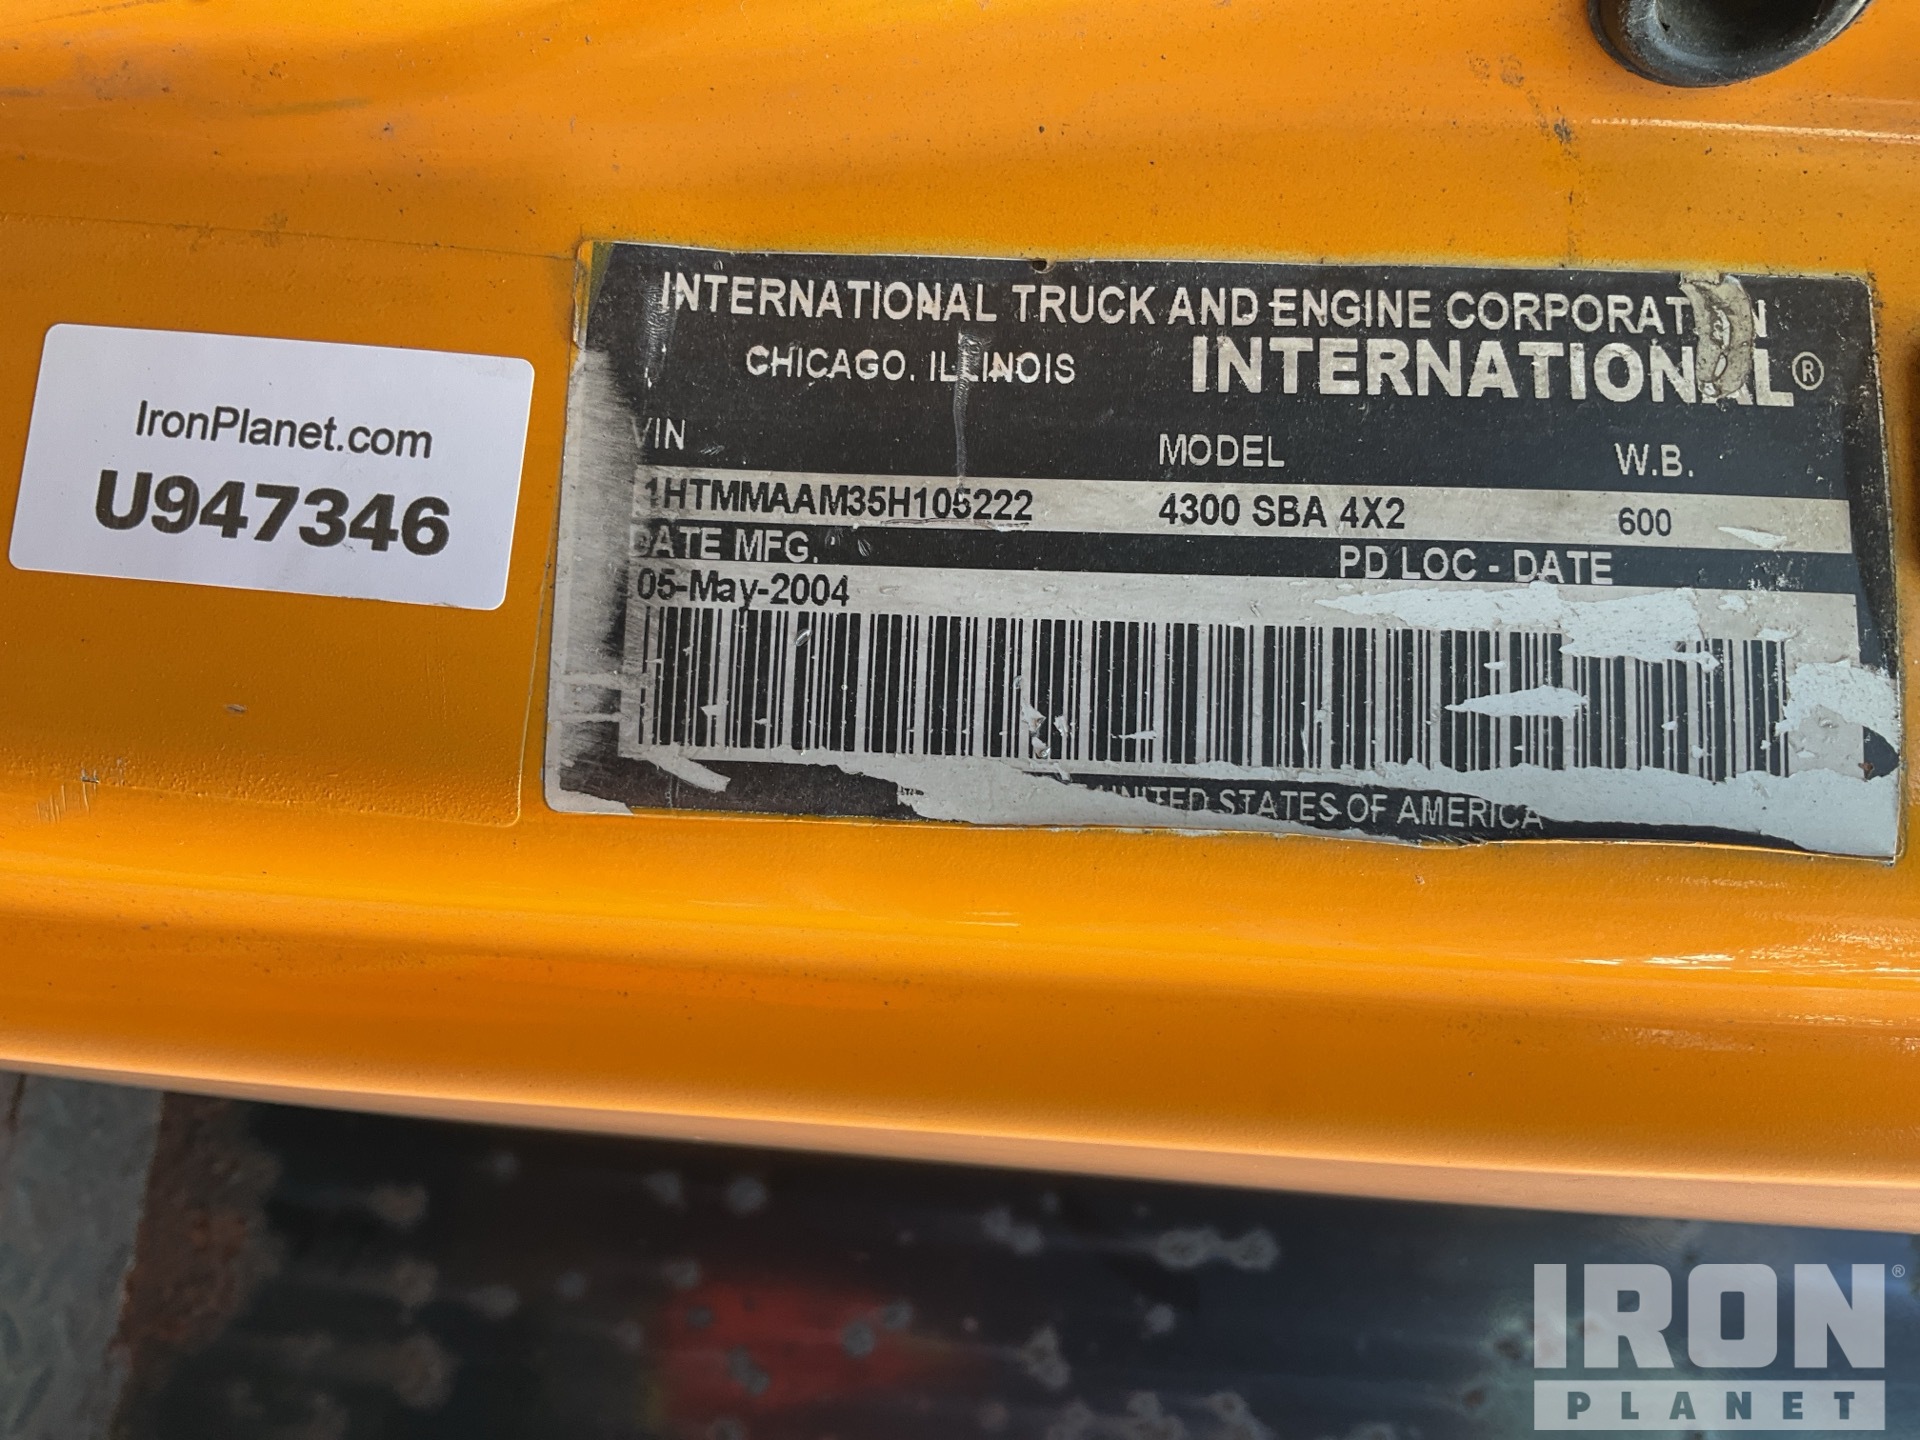 INTERNATIONAL TRUCK AND ENGINE CORPORATION
CHICAGO, ILLINOIS INTERNATIONAL®
VIN MODEL W.B.
1HTMMAAM35H105222 4300 SBA 4X2 600
DATE MFG. PD LOC - DATE
05-May-2004
UNITED STATES OF AMERICA
IronPlanet.com
U947346
IRON®
PLANET